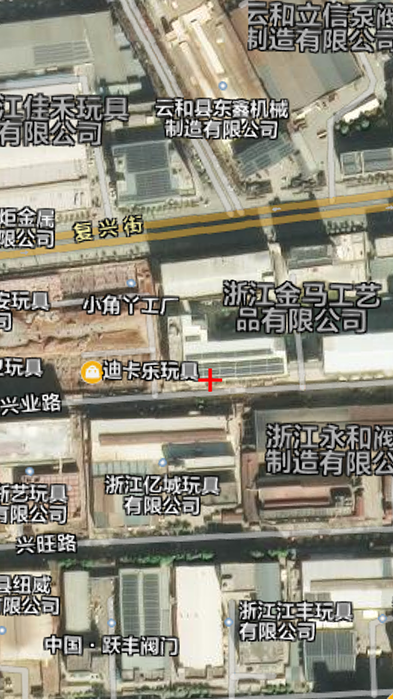 云和立信泵阀
制造有限公司
江佳禾玩具
有限公司
云和县东鑫机械
制造有限公司
炬金属
限公司
复兴街
安玩具
司
小角丫工厂
浙江金马工艺
品有限公司
玩具
迪卡乐玩具
兴业路
浙江永和阀
制造有限公
新艺玩具
有限公司
浙江亿城玩具
有限公司
兴旺路
县纽威
有限公司
中国·跃丰阀门
浙江江丰玩具
有限公司